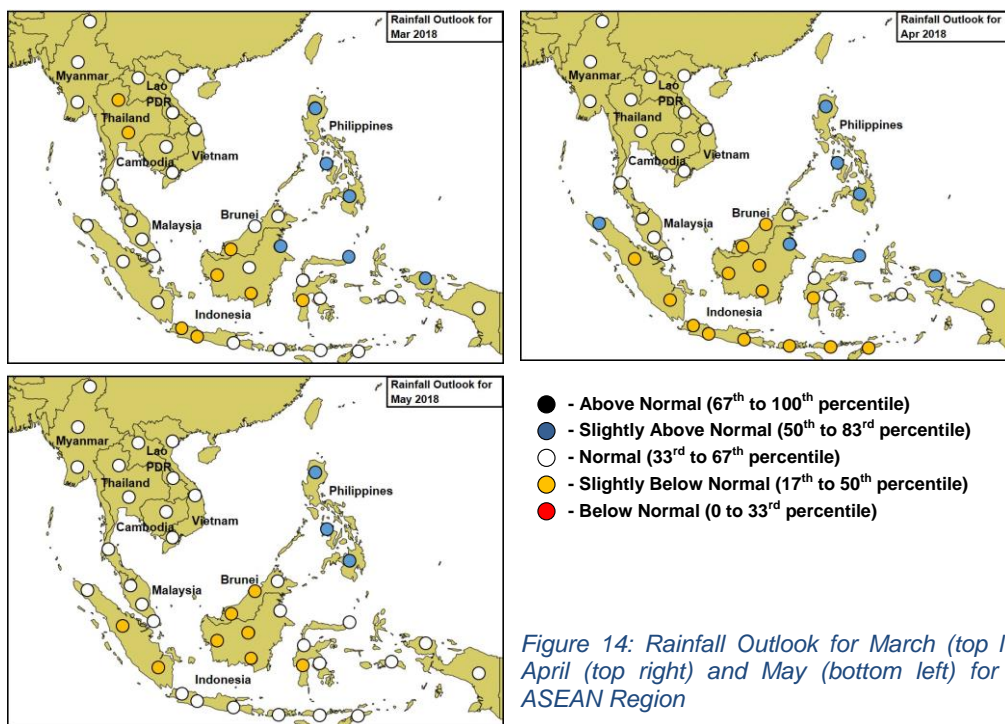 Rainfall Outlook for
Mar 2018
Myanmar
Lao
PDR
Thailand
Cambodia
Vietnam
Philippines
Malaysia
Brunei
Indonesia
Rainfall Outlook for
Apr 2018
Myanmar
Lao
PDR
Thailand
Cambodia
Vietnam
Philippines
Malaysia
Brunei
Indonesia
Rainfall Outlook for
May 2018
Myanmar
Lao
PDR
Thailand
Cambodia
Vietnam
Philippines
Malaysia
Brunei
Indonesia
- Above Normal (67th to 100th percentile)
- Slightly Above Normal (50th to 83rd percentile)
- Normal (33rd to 67th percentile)
- Slightly Below Normal (17th to 50th percentile)
- Below Normal (0 to 33rd percentile)
Figure 14: Rainfall Outlook for March (top
April (top right) and May (bottom left) for
ASEAN Region